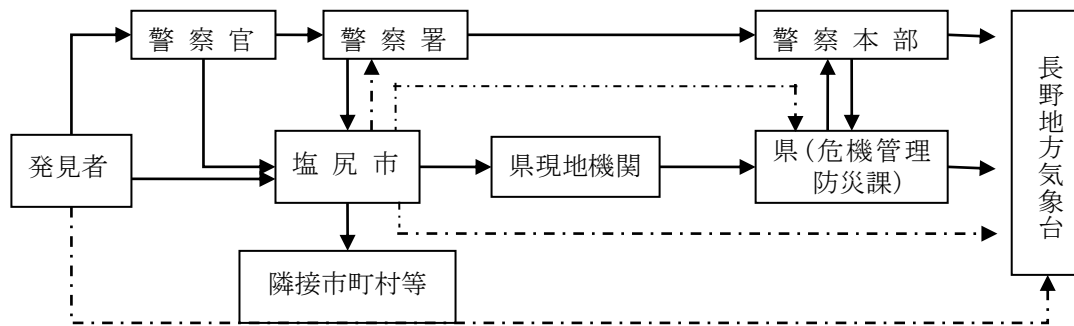 警察官
警察署
警察本部
長野地方気象台
発見者
塩尻市
県現地機関
県(危機管理
防災課)
隣接市町村等